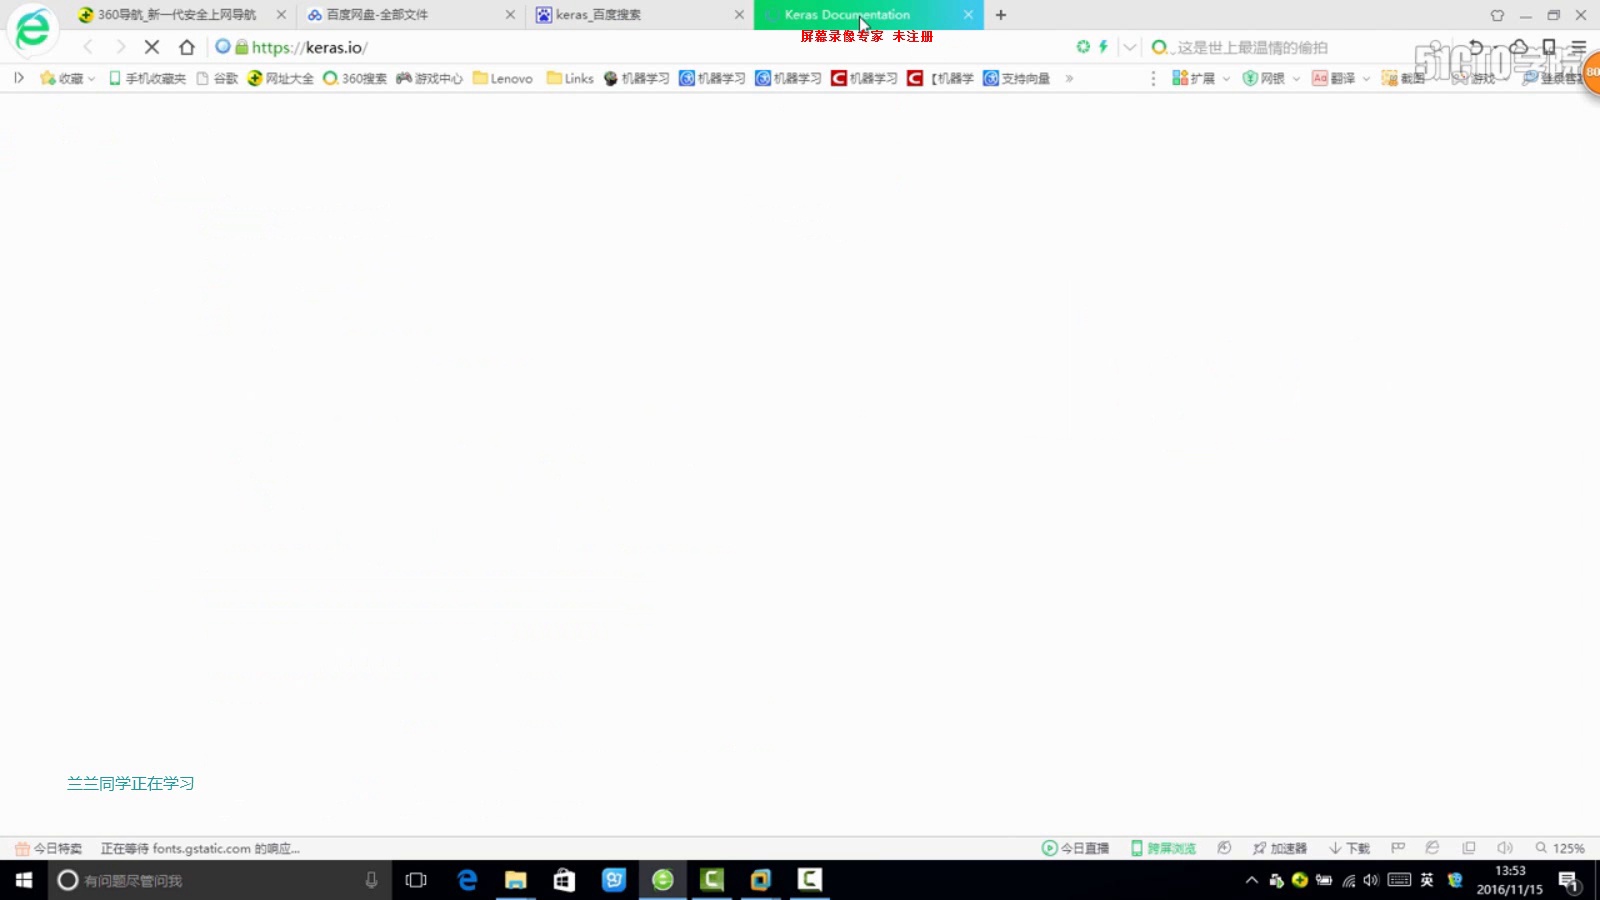 360导航_新一代安全上网导航
百度网盘-全部文件
keras_百度搜索
Keras Documentation
屏幕录像专家 未注册
https://keras.io/
这是世上最温情的偷拍
51CTO学院
收藏
手机收藏夹
谷歌
网址大全
360搜索
游戏中心
Lenovo
Links
机器学习
机器学习
机器学习
机器学习
【机器学
支持向量
»
扩展
网银
Aa 翻译
截图
游戏
80
兰兰同学正在学习
今日特卖
正在等待 fonts.gstatic.com 的响应...
今日直播
跨屏浏览
加速器
下载
125%
有问题尽管问我
英
13:53
2016/11/15
1